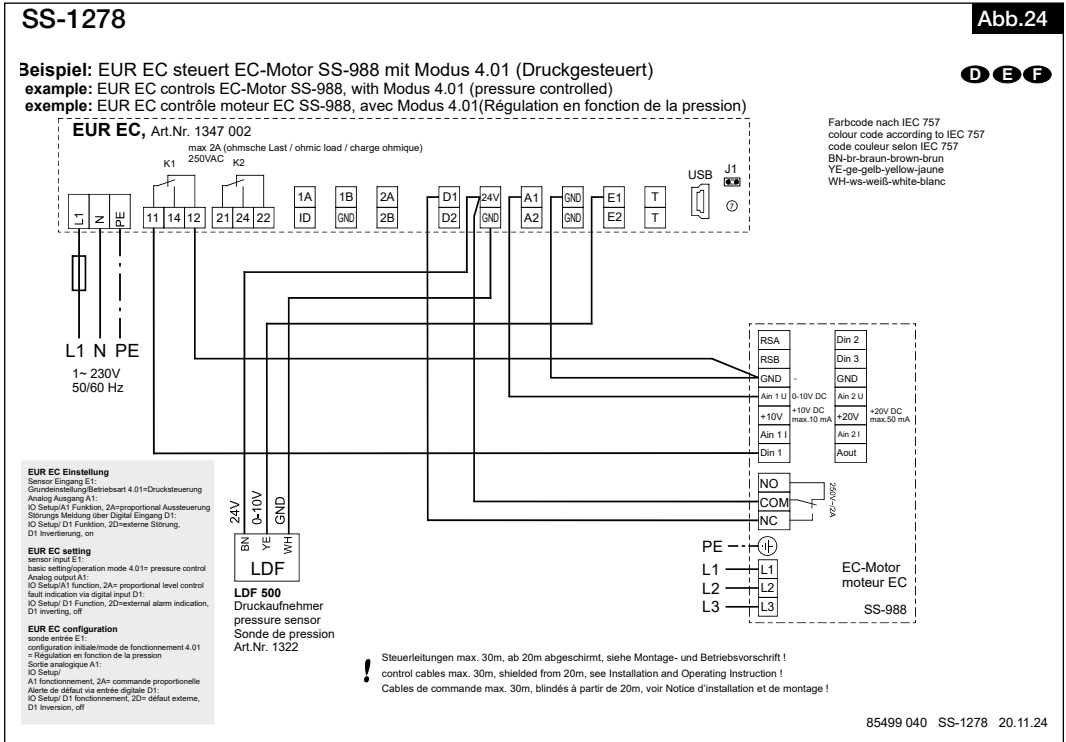 SS-1278
Abb.24
Beispiel: EUR EC steuert EC-Motor SS-988 mit Modus 4.01 (Druckgesteuert)
example: EUR EC controls EC-Motor SS-988, with Modus 4.01 (pressure controlled)
exemple: EUR EC contrôle moteur EC SS-988, avec Modus 4.01(Régulation en fonction de la pression)
D E F
Farbcode nach IEC 757
colour code according to IEC 757
code couleur selon IEC 757
BN-br-braun-brown-brun
YE-ge-gelb-yellow-jaune
WH-ws-weiß-white-blanc
EUR EC, Art.Nr. 1347 002
max 2A (ohmsche Last / ohmic load / charge ohmique)
250VAC
K1 K2
USB J1
7
L1 N PE
11 14 12 21 24 22
1A 1B 2A D1 24V A1 GND E1 T
ID GND 2B D2 GND A2 GND E2 T
L1 N PE
1~ 230V
50/60 Hz
RSA Din 2
RSB Din 3
GND - GND
Ain 1 U 0-10V DC Ain 2 U
+10V +10V DC max.10 mA +20V +20V DC max.50 mA
Ain 1 I Ain 2 I
Din 1 Aout
NO
COM
NC
250V~/2A
PE
L1 L1
L2 L2
L3 L3
EC-Motor
moteur EC
SS-988
24V
0-10V
GND
BN YE WH
LDF
LDF 500
Druckaufnehmer
pressure sensor
Sonde de pression
Art.Nr. 1322
EUR EC Einstellung
Sensor Eingang E1:
Grundeinstellung/Betriebsart 4.01=Drucksteuerung
Analog Ausgang A1:
IO Setup/A1 Funktion, 2A=proportional Aussteuerung
Störungs Meldung über Digital Eingang D1:
IO Setup/ D1 Funktion, 2D=externe Störung,
D1 Invertierung, on
EUR EC setting
sensor input E1:
basic setting/operation mode 4.01= pressure control
Analog output A1:
IO Setup/A1 function, 2A= proportional level control
fault indication via digital input D1:
IO Setup/ D1 Function, 2D=external alarm indication,
D1 inverting, off
EUR EC configuration
sonde entrée E1:
configuration initiale/mode de fonctionnement 4.01
= Régulation en fonction de la pression
Sortie analogique A1:
IO Setup/
A1 fonctionnement, 2A= commande proportionelle
Alerte de défaut via entrée digitale D1:
IO Setup/ D1 fonctionnement, 2D= défaut externe,
D1 Inversion, off
!
Steuerleitungen max. 30m, ab 20m abgeschirmt, siehe Montage- und Betriebsvorschrift !
control cables max. 30m, shielded from 20m, see Installation and Operating Instruction !
Cables de commande max. 30m, blindés à partir de 20m, voir Notice d'installation et de montage !
85499 040 SS-1278 20.11.24